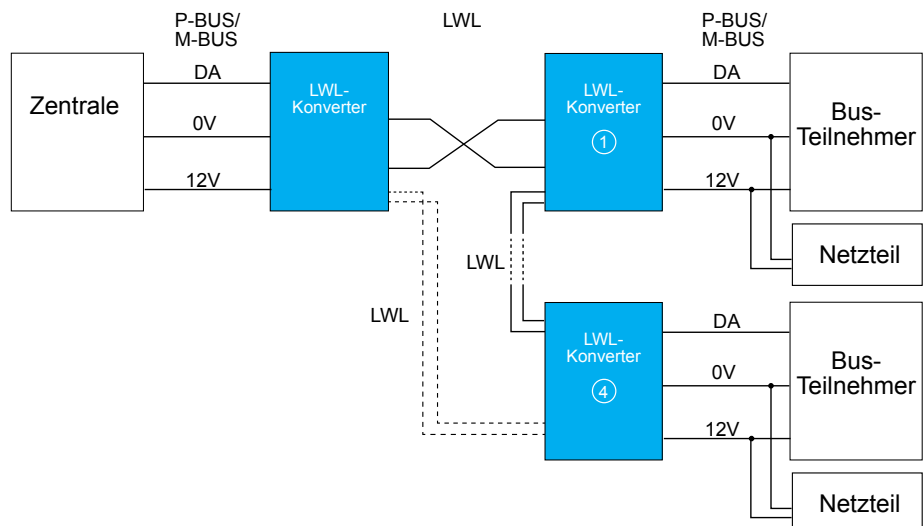 P-BUS/
M-BUS
LWL
P-BUS/
M-BUS
Zentrale
DA
0V
12V
LWL-
Konverter
LWL-
Konverter
1
DA
0V
12V
Bus-
Teilnehmer
Netzteil
LWL
LWL
LWL-
Konverter
4
DA
0V
12V
Bus-
Teilnehmer
Netzteil